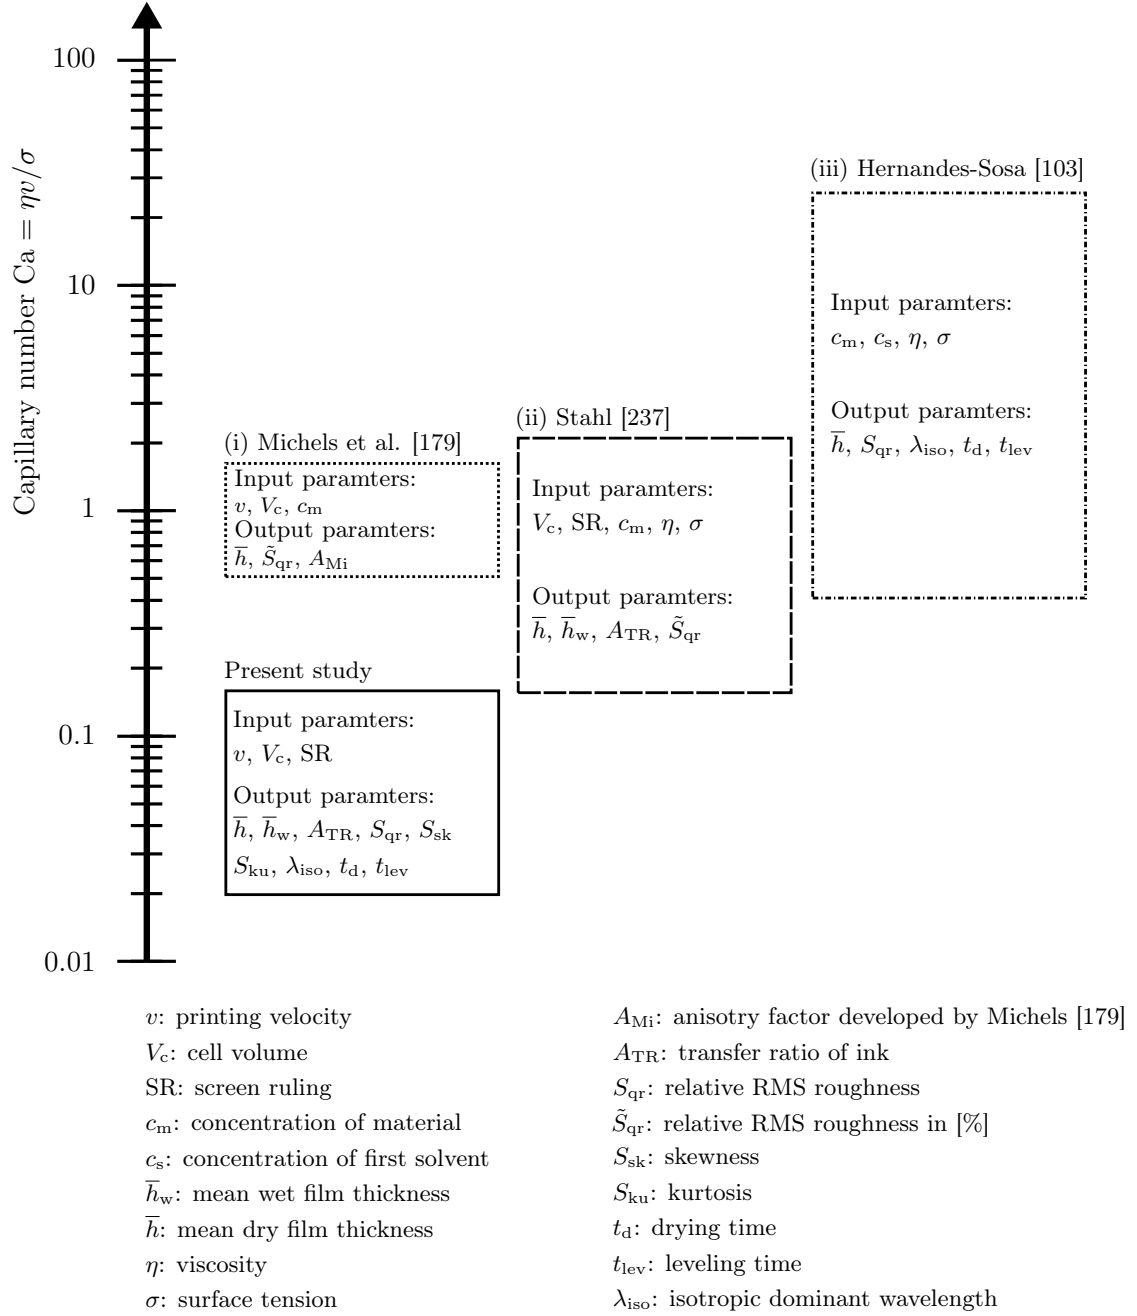 100
10
1
0.1
0.01
Capillary number Ca = ηv/σ
(i) Michels et al. [179]
Input paramters:
v, V_c, c_m
Output paramters:
h̅, S̃_qr, A_Mi
Present study
Input paramters:
v, V_c, SR
Output paramters:
h̅, h̅_w, A_TR, S_qr, S_sk
S_ku, λ_iso, t_d, t_lev
(ii) Stahl [237]
Input paramters:
V_c, SR, c_m, η, σ
Output paramters:
h̅, h̅_w, A_TR, S̃_qr
(iii) Hernandes-Sosa [103]
Input paramters:
c_m, c_s, η, σ
Output paramters:
h̅, S_qr, λ_iso, t_d, t_lev
v: printing velocity
V_c: cell volume
SR: screen ruling
c_m: concentration of material
c_s: concentration of first solvent
h̅_w: mean wet film thickness
h̅: mean dry film thickness
η: viscosity
σ: surface tension
A_Mi: anisotry factor developed by Michels [179]
A_TR: transfer ratio of ink
S_qr: relative RMS roughness
S̃_qr: relative RMS roughness in [%]
S_sk: skewness
S_ku: kurtosis
t_d: drying time
t_lev: leveling time
λ_iso: isotropic dominant wavelength